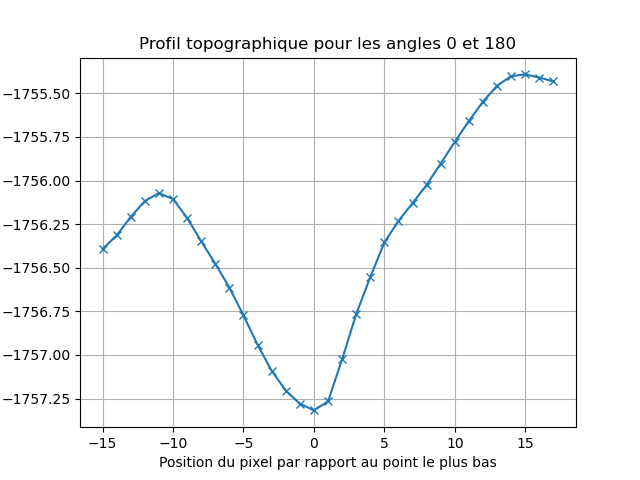 Profil topographique pour les angles 0 et 180
−1755.50
−1755.75
−1756.00
−1756.25
−1756.50
−1756.75
−1757.00
−1757.25
−15 −10 −5 0 5 10 15
Position du pixel par rapport au point le plus bas